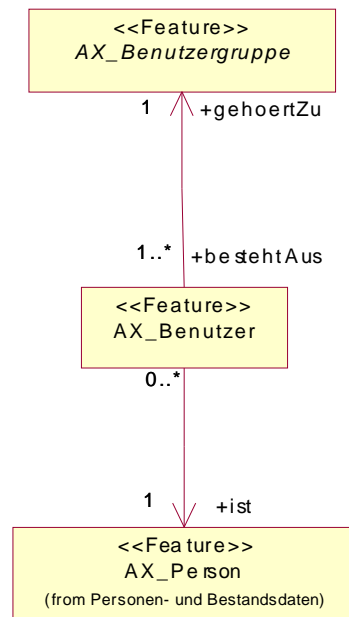 <<Feature>>
AX_Benutzergruppe
1 +gehoertZu
1..* +bestehtAus
<<Feature>>
AX_Benutzer
0..*
1 +ist
<<Feature>>
AX_Person
(from Personen- und Bestandsdaten)